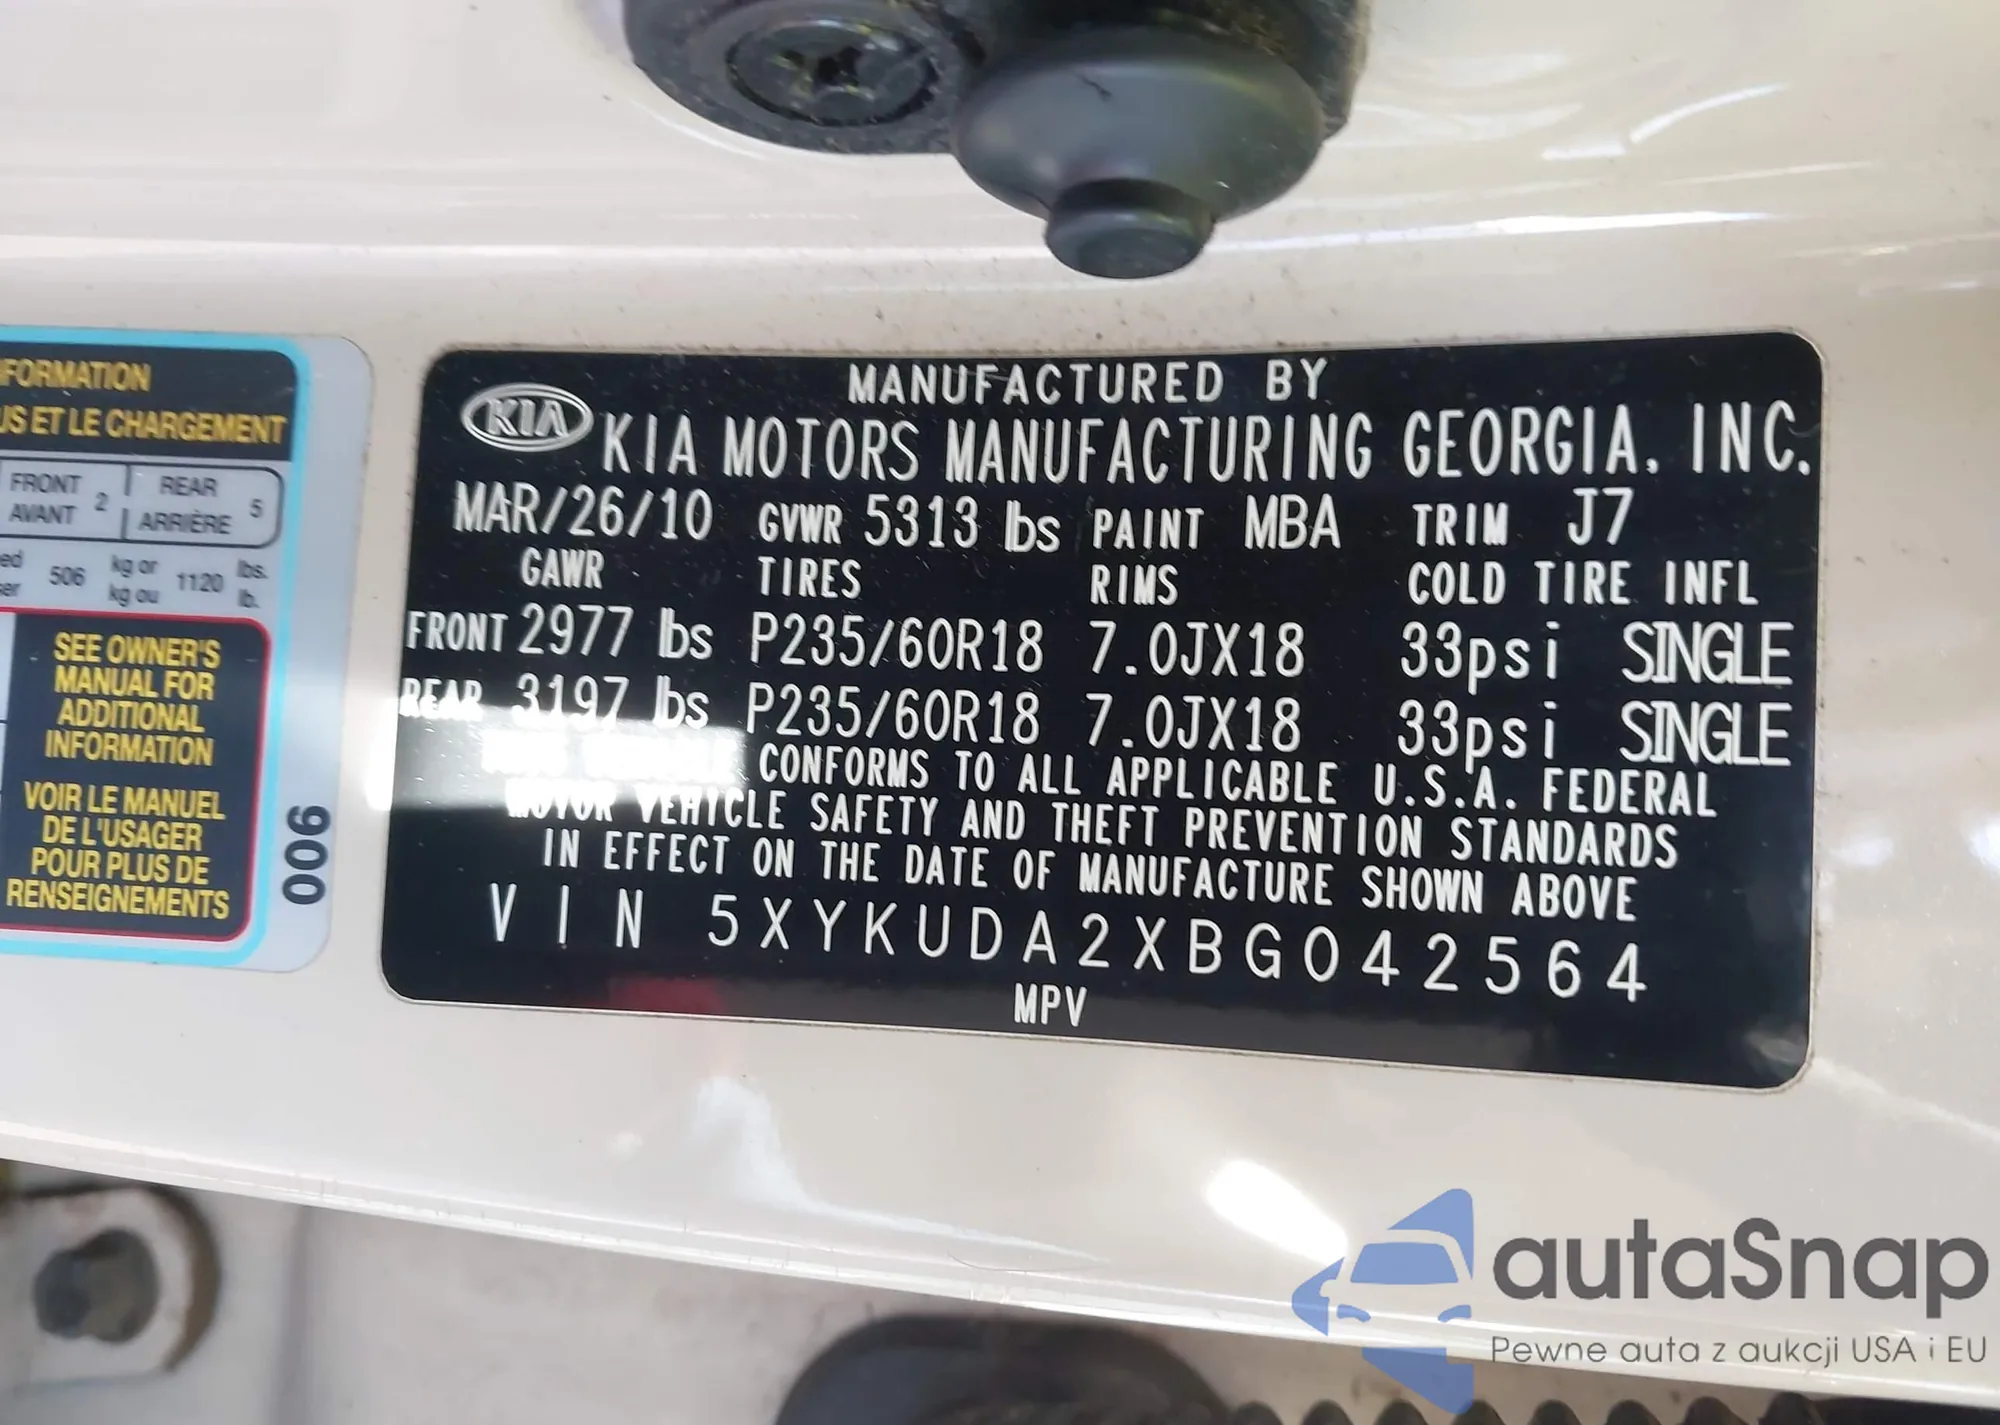 NFORMATION
US ET LE CHARGEMENT
FRONT
AVANT 2
REAR
ARRIÈRE 5
506 kg or
kg ou 1120 lbs.
lb.
SEE OWNER'S
MANUAL FOR
ADDITIONAL
INFORMATION
VOIR LE MANUEL
DE L'USAGER
POUR PLUS DE
RENSEIGNEMENTS
006
MANUFACTURED BY
KIA KIA MOTORS MANUFACTURING GEORGIA, INC.
MAR/26/10 GVWR 5313 lbs PAINT MBA TRIM J7
GAWR TIRES RIMS COLD TIRE INFL
FRONT 2977 lbs P235/60R18 7.0JX18 33psi SINGLE
REAR 3197 lbs P235/60R18 7.0JX18 33psi SINGLE
THIS VEHICLE CONFORMS TO ALL APPLICABLE U.S.A. FEDERAL
MOTOR VEHICLE SAFETY AND THEFT PREVENTION STANDARDS
IN EFFECT ON THE DATE OF MANUFACTURE SHOWN ABOVE
VIN 5XYKUDA2XBG042564
MPV
autaSnap
Pewne auta z aukcji USA i EU